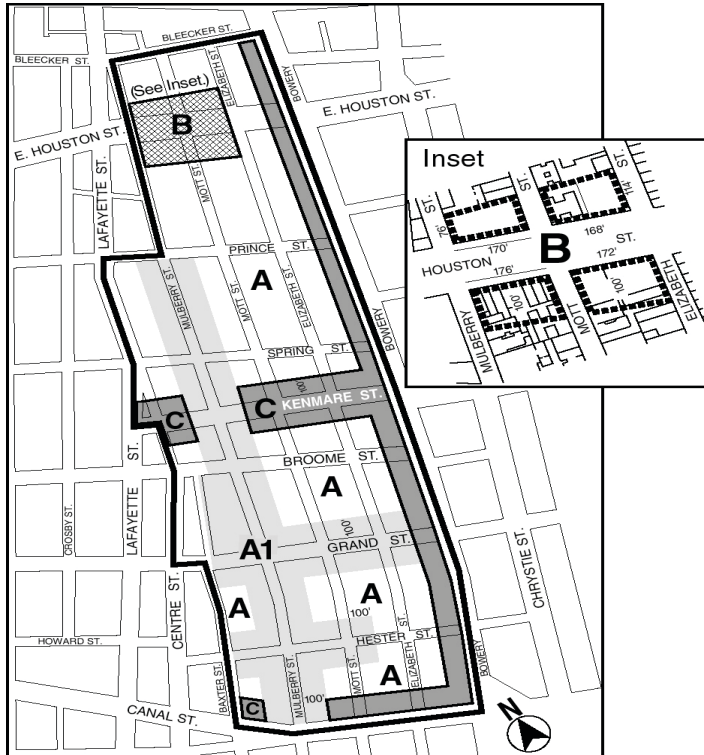 BLEECKER ST.
BLEECKER ST.
ELIZABETH ST.
BOWERY
(See Inset.)
E. HOUSTON ST.
E. HOUSTON ST.
B
MOTT ST.
LAFAYETTE ST.
PRINCE ST.
A
MULBERRY ST.
MOTT ST.
ELIZABETH ST.
BOWERY
SPRING ST.
100'
C
C
KENMARE ST.
BROOME ST.
A
CROSBY ST.
LAFAYETTE ST.
100'
A1
GRAND ST.
CENTRE ST.
CHRYSTIE ST.
A
A
100'
HOWARD ST.
HESTER ST.
BAXTER ST.
MULBERRY ST.
MOTT ST.
ELIZABETH ST.
BOWERY
A
100'
C
CANAL ST.
N
Inset
ST.
ST.
ST.
76'
114'
170'
168'
HOUSTON
B
ST.
176'
172'
100'
100'
MULBERRY
MOTT
ELIZABETH